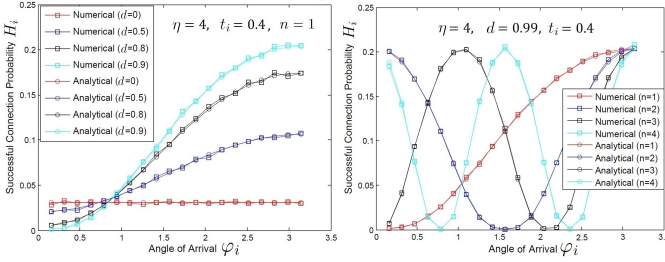 η = 4, t_i = 0.4, n = 1
Successful Connection Probability H_i
Numerical (d=0)
Numerical (d=0.5)
Numerical (d=0.8)
Numerical (d=0.9)
Analytical (d=0)
Analytical (d=0.5)
Analytical (d=0.8)
Analytical (d=0.9)
0.25
0.2
0.15
0.1
0.05
0
0 0.5 1 1.5 2 2.5 3 3.5
Angle of Arrival φ_i
η = 4, d = 0.99, t_i = 0.4
Successful Connection Probability H_i
0.25
0.2
0.15
0.1
0.05
0
Numerical (n=1)
Numerical (n=2)
Numerical (n=3)
Numerical (n=4)
Analytical (n=1)
Analytical (n=2)
Analytical (n=3)
Analytical (n=4)
0 0.5 1 1.5 2 2.5 3 3.5
Angle of Arrival φ_i